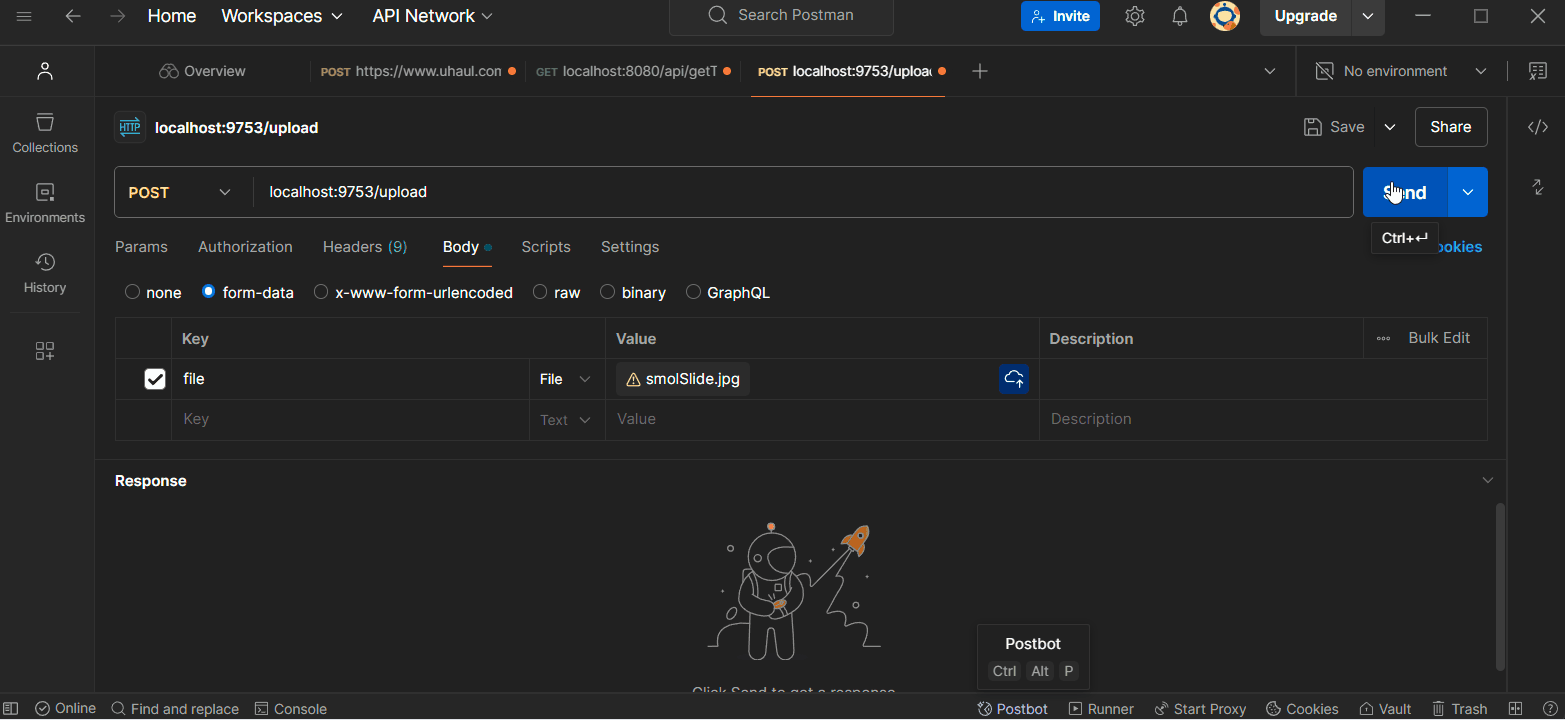 Home Workspaces API Network Search Postman Invite Upgrade
Overview POST https://www.uhaul.con GET localhost:8080/api/getT POST localhost:9753/uploac No environment
HTTP localhost:9753/upload Save Share
Collections
POST localhost:9753/upload Send
Environments
Ctrl+↵
Params Authorization Headers (9) Body Scripts Settings ookies
History
none form-data x-www-form-urlencoded raw binary GraphQL
Key Value Description Bulk Edit
file File smolSlide.jpg
Key Text Value Description
Response
Postbot
Ctrl Alt P
Click Send to get a response
Online Find and replace Console Postbot Runner Start Proxy Cookies Vault Trash